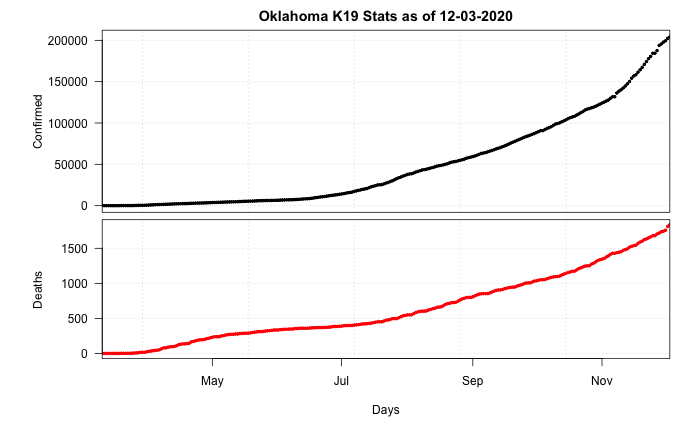 Oklahoma K19 Stats as of 12-03-2020
Confirmed
200000
150000
100000
50000
0
Deaths
1500
1000
500
0
May Jul Sep Nov
Days